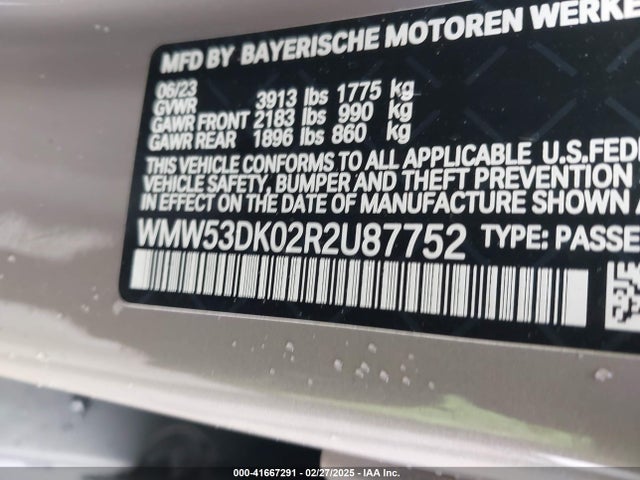 MFD BY BAYERISCHE MOTOREN WERKE
06/23
GVWR 3913 lbs 1775 kg
GAWR FRONT 2183 lbs 990 kg
GAWR REAR 1896 lbs 860 kg
THIS VEHICLE CONFORMS TO ALL APPLICABLE U.S.FEDE
VEHICLE SAFETY, BUMPER AND THEFT PREVENTION
IN EFFECT ON THE DATE OF MANUFACTURE SHOWN
WMW53DK02R2U87752 TYPE: PASSE
000-41667291 - 02/27/2025 - IAA Inc.